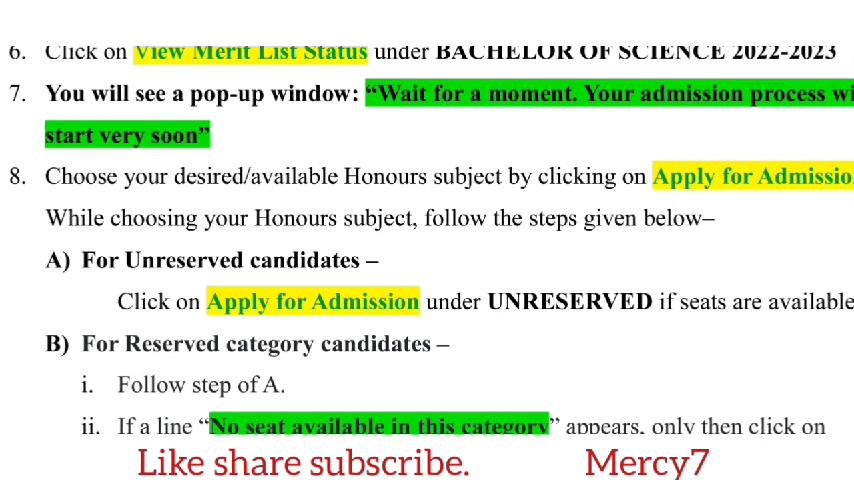 6. Click on View Merit List Status under BACHELOR OF SCIENCE 2022-2023
7. You will see a pop-up window: “Wait for a moment. Your admission process wi
start very soon”
8. Choose your desired/available Honours subject by clicking on Apply for Admissio
While choosing your Honours subject, follow the steps given below–
A) For Unreserved candidates –
Click on Apply for Admission under UNRESERVED if seats are available
B) For Reserved category candidates –
i. Follow step of A.
ii. If a line “No seat available in this category” appears, only then click on
Like share subscribe. Mercy7